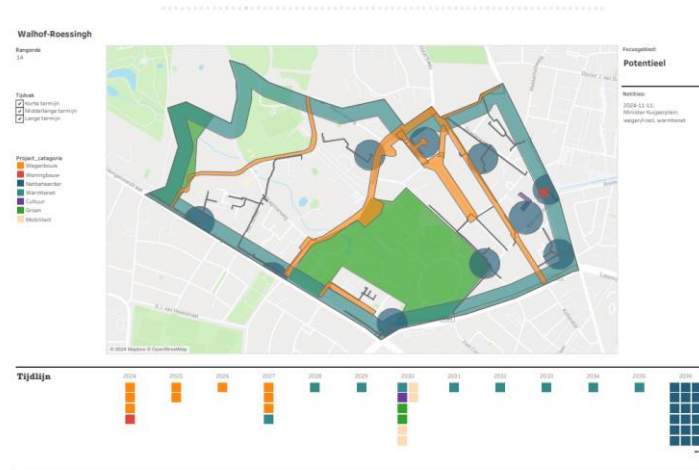 Walhof-Roessingh
Rangorde
14
Tijdvak
Korte termijn
Middellange termijn
Lange termijn
Project_categorie
Wegenbouw
Woningbouw
Netbeheerder
Warmtenet
Cultuur
Groen
Mobiliteit
Focusgebied:
Potentieel
Notities:
2024-11-11:
Minister Kuijperplein,
wegen/riool, warmtenet
© 2024 Mapbox © OpenStreetMap
Tijdlijn
2024 2025 2026 2027 2028 2029 2030 2031 2032 2033 2034 2035 2036